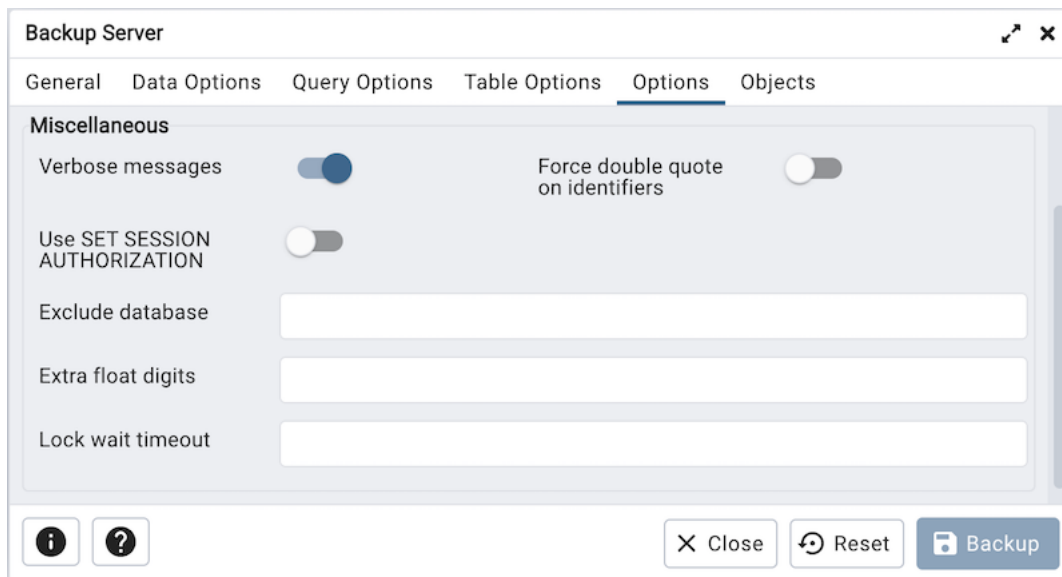 Backup Server
General Data Options Query Options Table Options Options Objects
Miscellaneous
Verbose messages
Force double quote
on identifiers
Use SET SESSION
AUTHORIZATION
Exclude database
Extra float digits
Lock wait timeout
Close Reset Backup